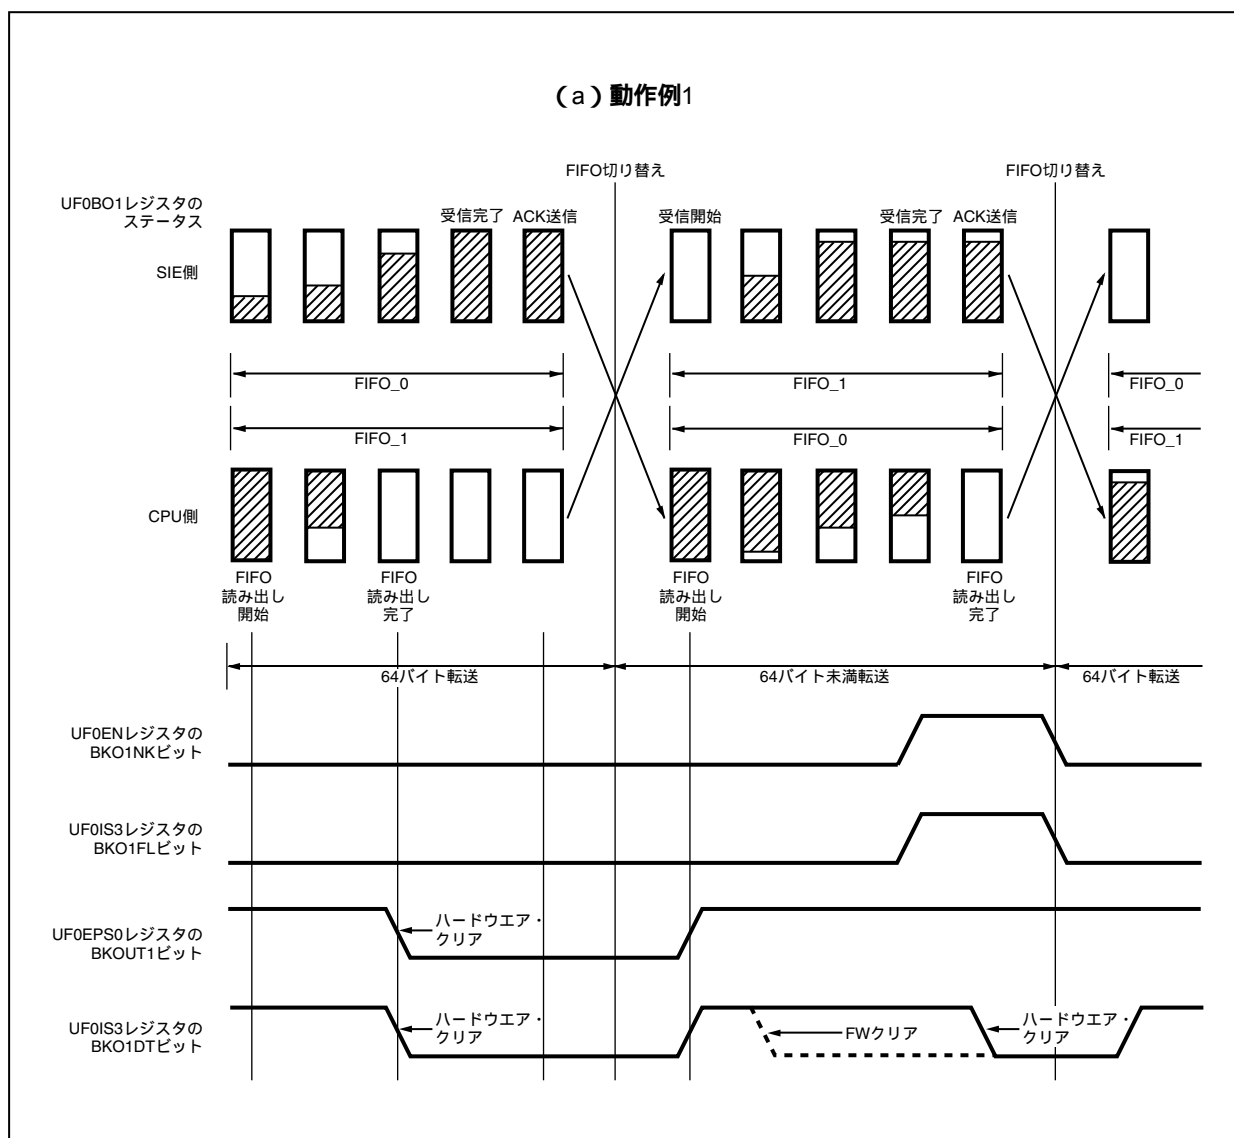 （a）動作例1
FIFO切り替え
FIFO切り替え
UF0BO1レジスタの
ステータス
受信完了
ACK送信
受信開始
受信完了
ACK送信
SIE側
FIFO_0
FIFO_1
FIFO_0
FIFO_1
FIFO_0
FIFO_1
CPU側
FIFO
読み出し
開始
FIFO
読み出し
完了
FIFO
読み出し
開始
FIFO
読み出し
完了
64バイト転送
64バイト未満転送
64バイト転送
UF0ENレジスタの
BKO1NKビット
UF0IS3レジスタの
BKO1FLビット
UF0EPS0レジスタの
BKOUT1ビット
ハードウエア・
クリア
UF0IS3レジスタの
BKO1DTビット
ハードウエア・
クリア
FWクリア
ハードウエア・
クリア